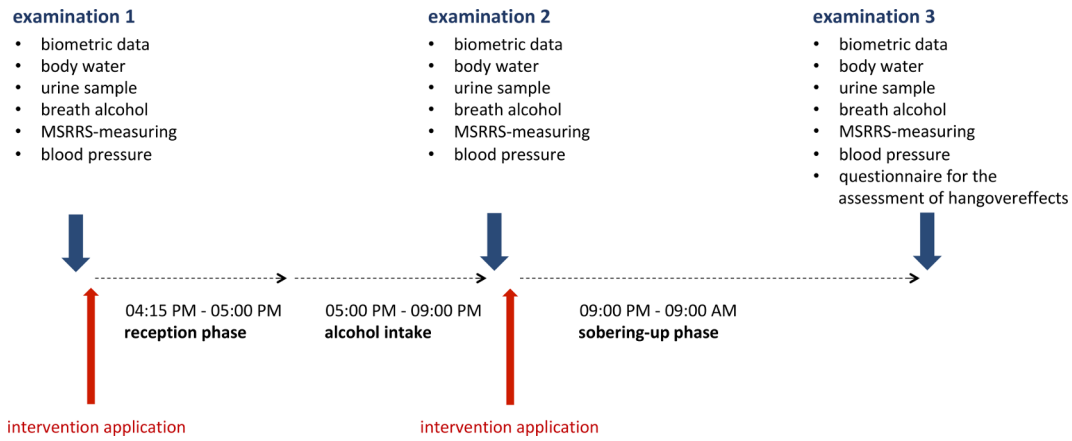 examination 1
• biometric data
• body water
• urine sample
• breath alcohol
• MSRRS-measuring
• blood pressure
examination 2
• biometric data
• body water
• urine sample
• breath alcohol
• MSRRS-measuring
• blood pressure
examination 3
• biometric data
• body water
• urine sample
• breath alcohol
• MSRRS-measuring
• blood pressure
• questionnaire for the
assessment of hangovereffects
04:15 PM - 05:00 PM
reception phase
05:00 PM - 09:00 PM
alcohol intake
09:00 PM - 09:00 AM
sobering-up phase
intervention application
intervention application